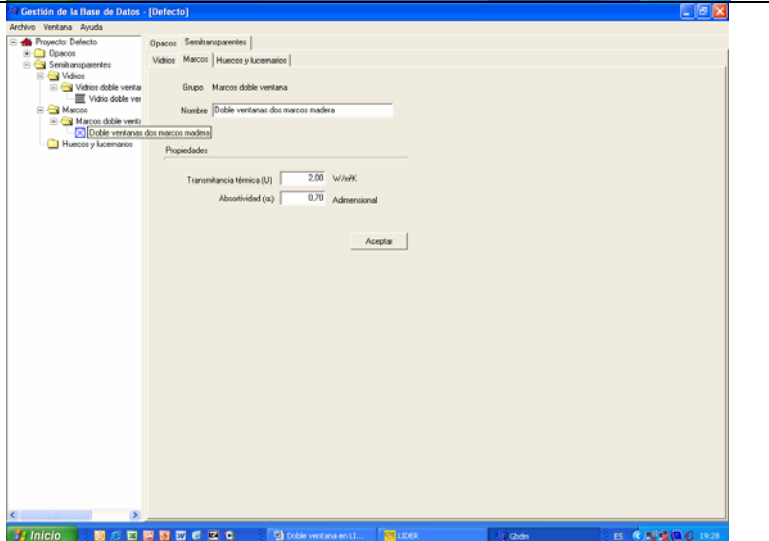 Gestión de la Base de Datos - [Defecto]
Archivo Ventana Ayuda
Proyecto: Defecto
Opacos
Semitransparentes
Vidrios
Vidrios doble venta
Vidrio doble ver
Marcos
Marcos doble venta
Doble ventanas dos marcos madera
Huecos y lucernarios
Opacos Semitransparentes
Vidrios Marcos Huecos y lucernarios
Grupo Marcos doble ventana
Nombre Doble ventanas dos marcos madera
Propiedades
Transmitancia térmica (U) 2,00 W/m²K
Absortividad (α) 0,70 Adimensional
Aceptar
Inicio Doble ventana en LI... LIDER Gbdm ES 19:28